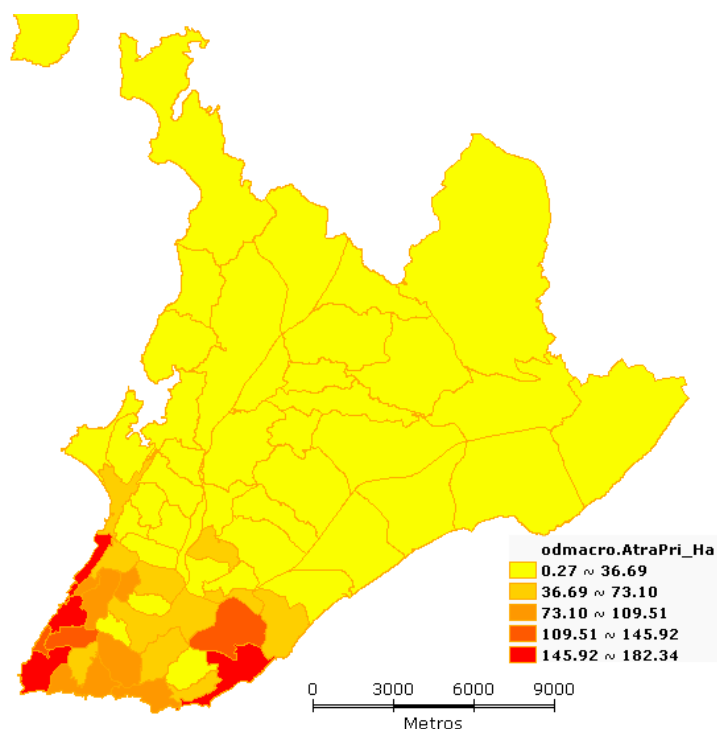 odmacro.AtraPri_Ha
0.27 ~ 36.69
36.69 ~ 73.10
73.10 ~ 109.51
109.51 ~ 145.92
145.92 ~ 182.34
0 3000 6000 9000
Metros